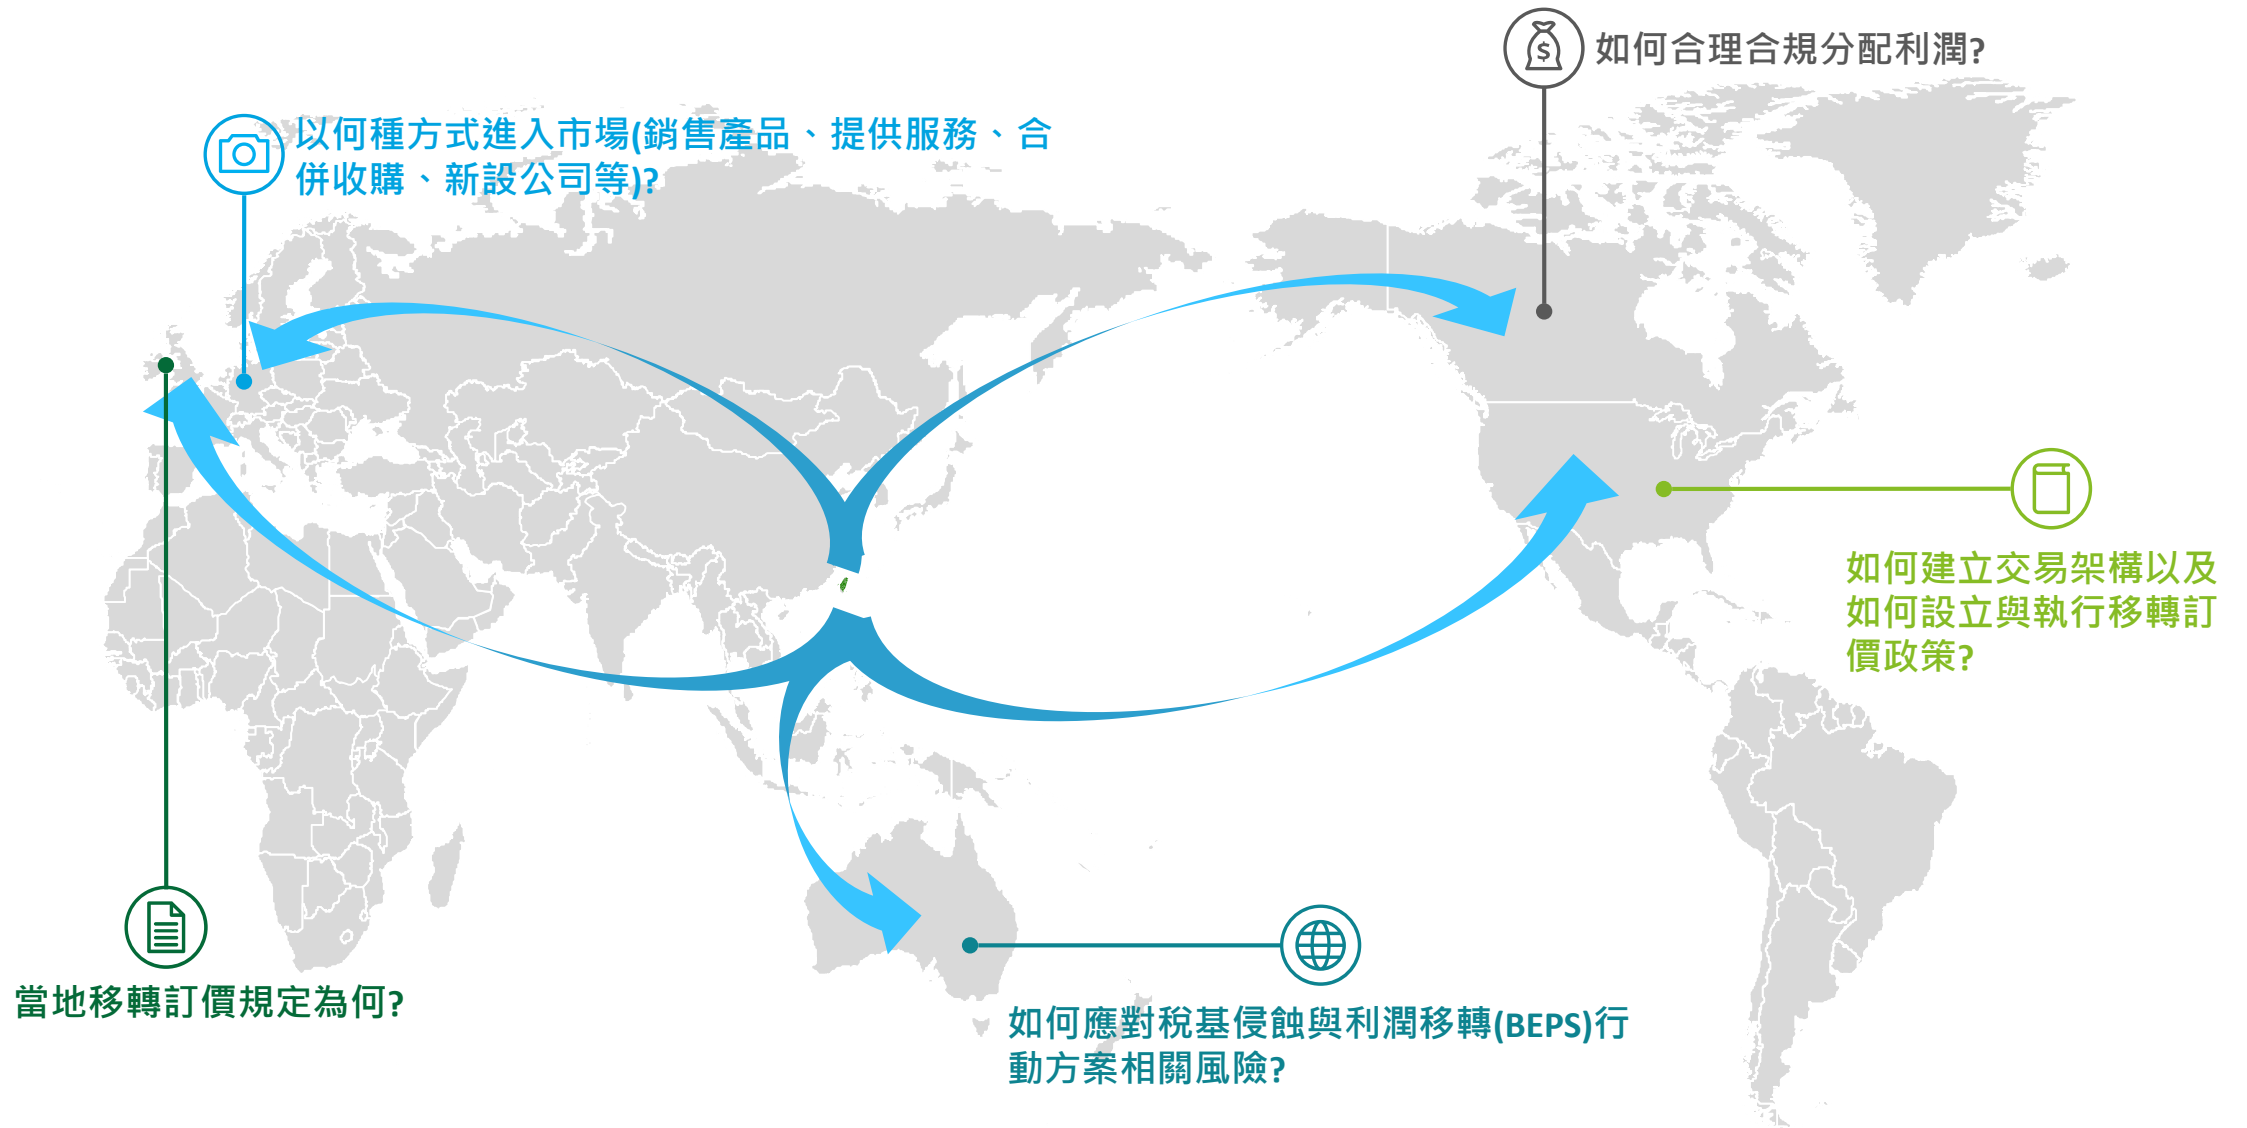 如何合理合規分配利潤?
以何種方式進入市場(銷售產品、提供服務、合
併收購、新設公司等)?
如何建立交易架構以及
如何設立與執行移轉訂
價政策?
當地移轉訂價規定為何?
如何應對稅基侵蝕與利潤移轉(BEPS)行
動方案相關風險?